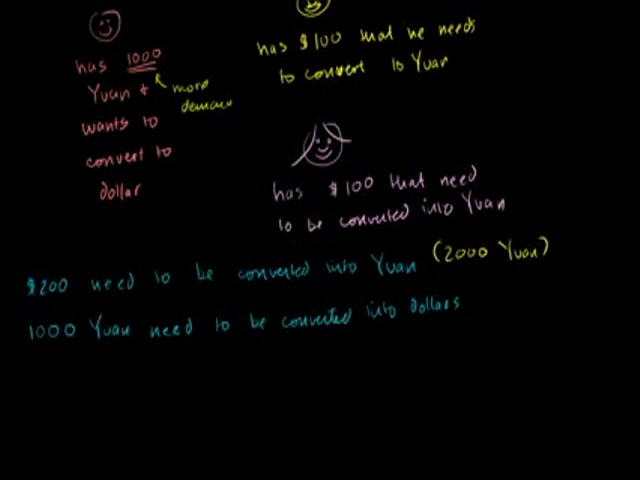 has 1000
Yuan +
wants to
convert to
dollar
more
demand
has $100 that he needs
to convert to Yuan
has $100 that need
to be converted into Yuan
$200 need to be converted into Yuan (2000 Yuan)
1000 Yuan need to be converted into dollars